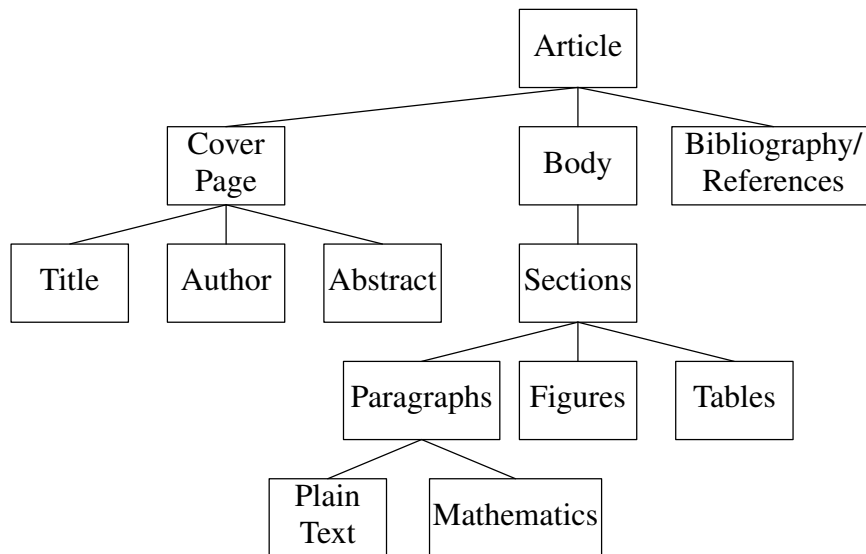 Article
Cover
Page
Body
Bibliography/
References
Title
Author
Abstract
Sections
Paragraphs
Figures
Tables
Plain
Text
Mathematics